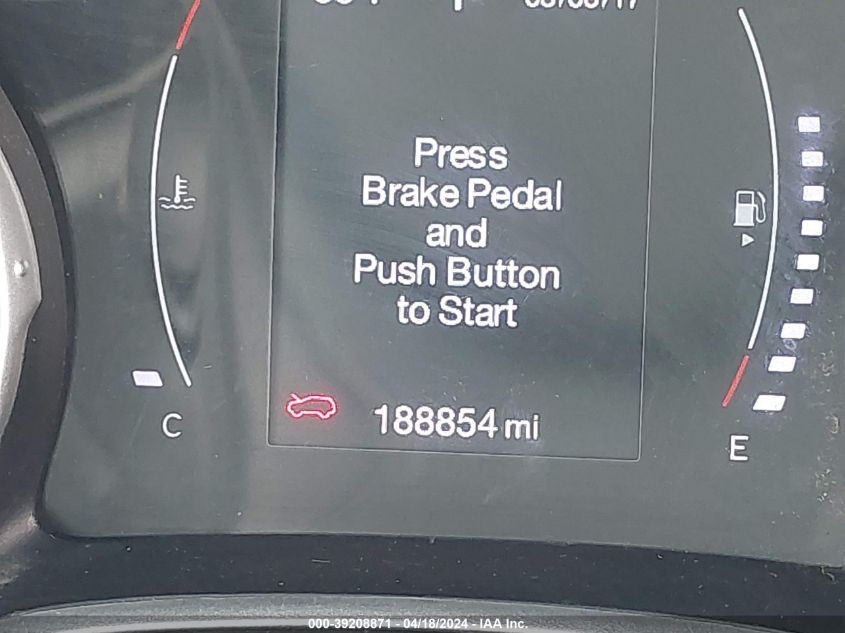 Press
Brake Pedal
and
Push Button
to Start
188854 mi
C
E
000-39208871 - 04/18/2024 - IAA Inc.